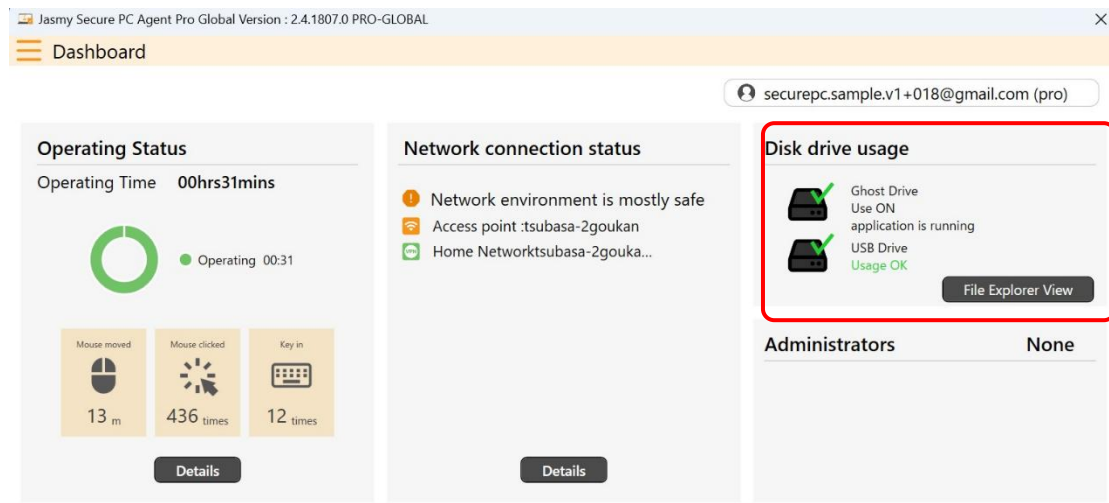 Jasmy Secure PC Agent Pro Global Version : 2.4.1807.0 PRO-GLOBAL
Dashboard
securepc.sample.v1+018@gmail.com (pro)
Operating Status
Operating Time 00hrs31mins
Operating 00:31
Mouse moved
13 m
Mouse clicked
436 times
Key in
12 times
Details
Network connection status
Network environment is mostly safe
Access point :tsubasa-2goukan
VPN
Home Networktsubasa-2gouka...
Details
Disk drive usage
Ghost Drive
Use ON
application is running
USB Drive
Usage OK
File Explorer View
Administrators None